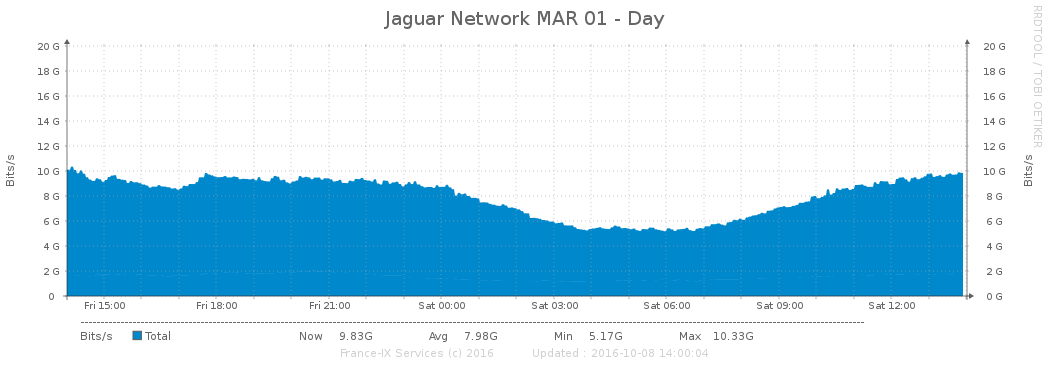 Jaguar Network MAR 01 - Day
RRDTOOL / TOBI OETIKER
Bits/s
20 G 20 G
18 G 18 G
16 G 16 G
14 G 14 G
12 G 12 G
10 G 10 G
8 G 8 G
6 G 6 G
4 G 4 G
2 G 2 G
0 0 G
Bits/s
Fri 15:00 Fri 18:00 Fri 21:00 Sat 00:00 Sat 03:00 Sat 06:00 Sat 09:00 Sat 12:00
Bits/s Total Now 9.83G Avg 7.98G Min 5.17G Max 10.33G
France-IX Services (c) 2016 Updated : 2016-10-08 14:00:04